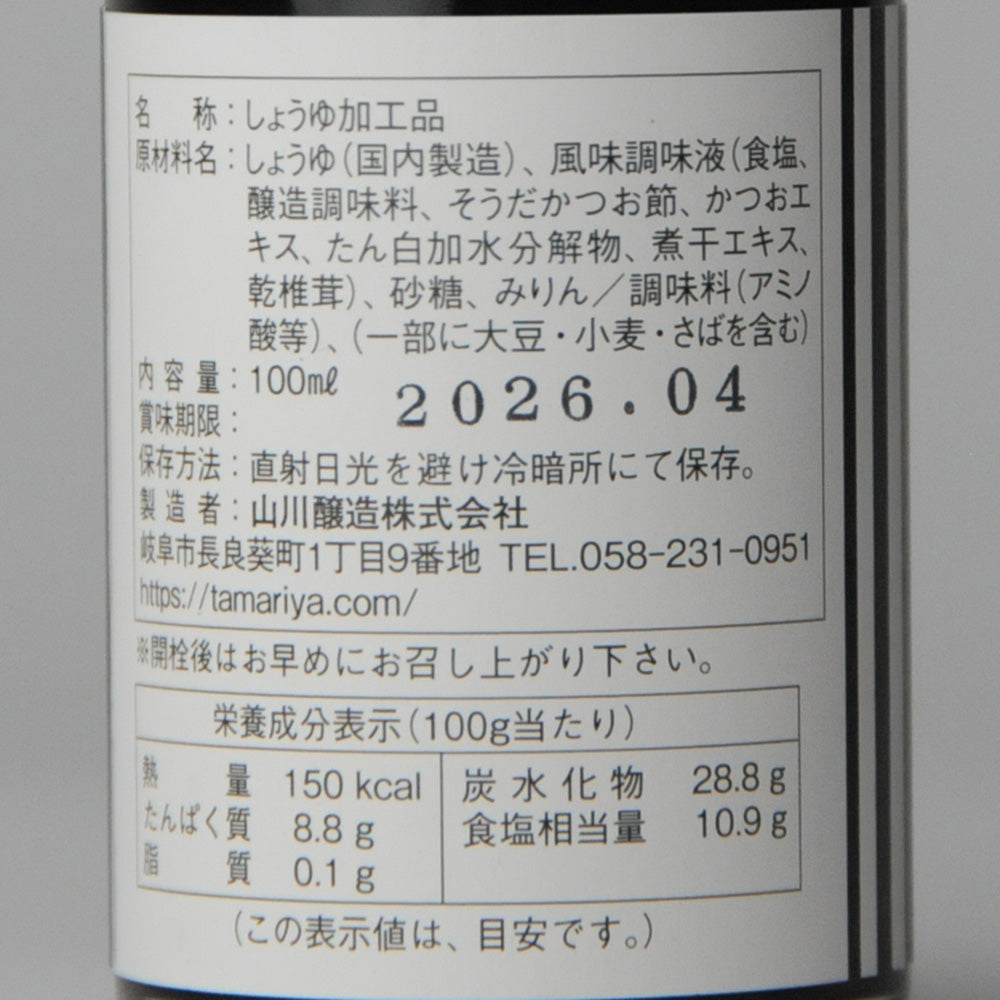 名称：しょうゆ加工品
原材料名：しょうゆ（国内製造）、風味調味液（食塩、
醸造調味料、そうだかつお節、かつおエ
キス、たん白加水分解物、煮干エキス、
乾椎茸）、砂糖、みりん／調味料（アミノ
酸等）、（一部に大豆・小麦・さばを含む）
内容量：100㎖
賞味期限：2026.04
保存方法：直射日光を避け冷暗所にて保存。
製造者：山川醸造株式会社
岐阜市長良葵町1丁目9番地 TEL.058-231-0951
https://tamariya.com/
※開栓後はお早めにお召し上がり下さい。
栄養成分表示（100g当たり）
熱量 150 kcal 炭水化物 28.8 g
たんぱく質 8.8 g 食塩相当量 10.9 g
脂質 0.1 g
（この表示値は、目安です。）